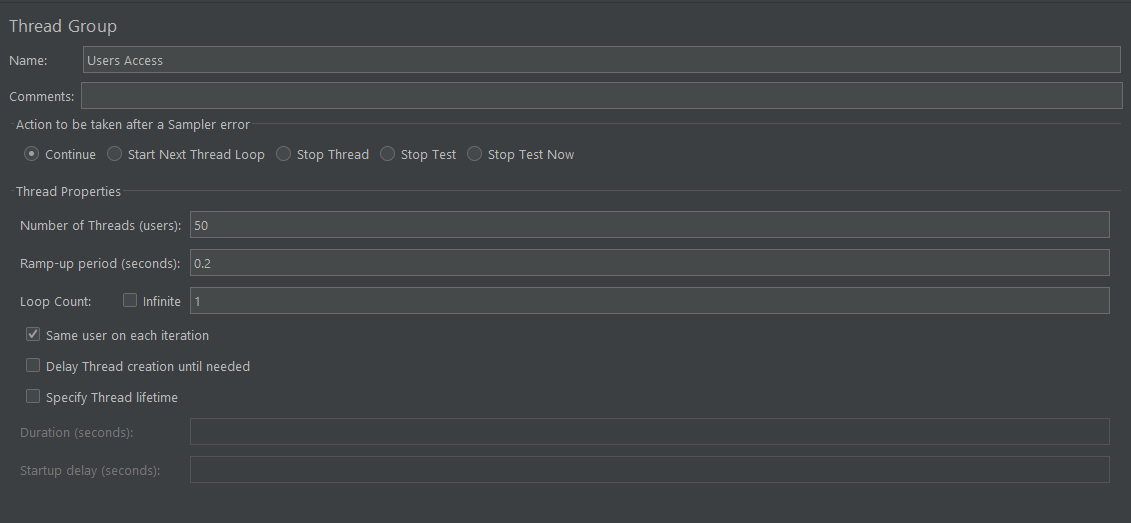 Thread Group
Name: Users Access
Comments:
Action to be taken after a Sampler error
Continue Start Next Thread Loop Stop Thread Stop Test Stop Test Now
Thread Properties
Number of Threads (users): 50
Ramp-up period (seconds): 0.2
Loop Count: Infinite 1
Same user on each iteration
Delay Thread creation until needed
Specify Thread lifetime
Duration (seconds):
Startup delay (seconds):